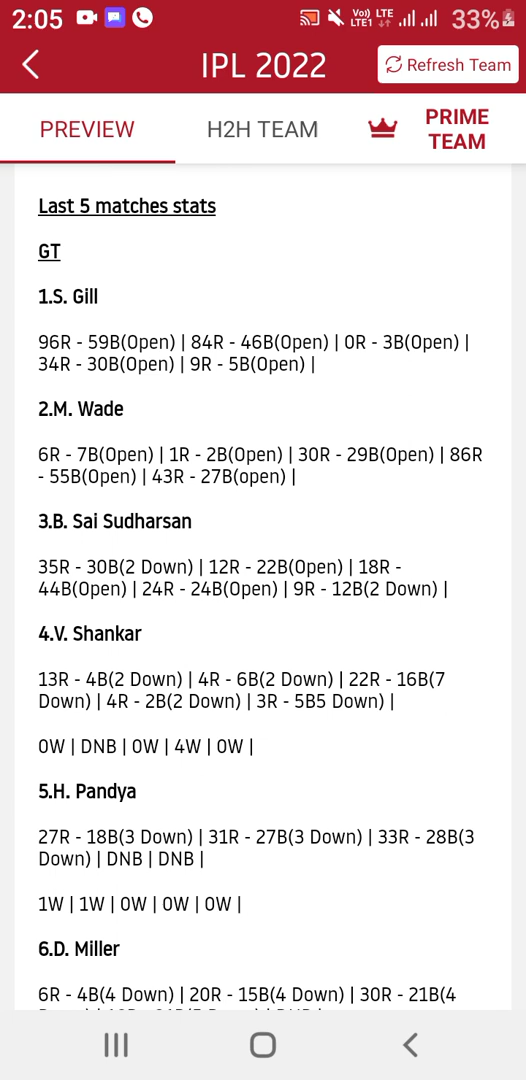 2:05 Vo) LTE LTE1 33%
IPL 2022 Refresh Team
PREVIEW H2H TEAM PRIME TEAM
Last 5 matches stats
GT
1.S. Gill
96R - 59B(Open) | 84R - 46B(Open) | 0R - 3B(Open) |
34R - 30B(Open) | 9R - 5B(Open) |
2.M. Wade
6R - 7B(Open) | 1R - 2B(Open) | 30R - 29B(Open) | 86R
- 55B(Open) | 43R - 27B(open) |
3.B. Sai Sudharsan
35R - 30B(2 Down) | 12R - 22B(Open) | 18R -
44B(Open) | 24R - 24B(Open) | 9R - 12B(2 Down) |
4.V. Shankar
13R - 4B(2 Down) | 4R - 6B(2 Down) | 22R - 16B(7
Down) | 4R - 2B(2 Down) | 3R - 5B5 Down) |
0W | DNB | 0W | 4W | 0W |
5.H. Pandya
27R - 18B(3 Down) | 31R - 27B(3 Down) | 33R - 28B(3
Down) | DNB | DNB |
1W | 1W | 0W | 0W | 0W |
6.D. Miller
6R - 4B(4 Down) | 20R - 15B(4 Down) | 30R - 21B(4